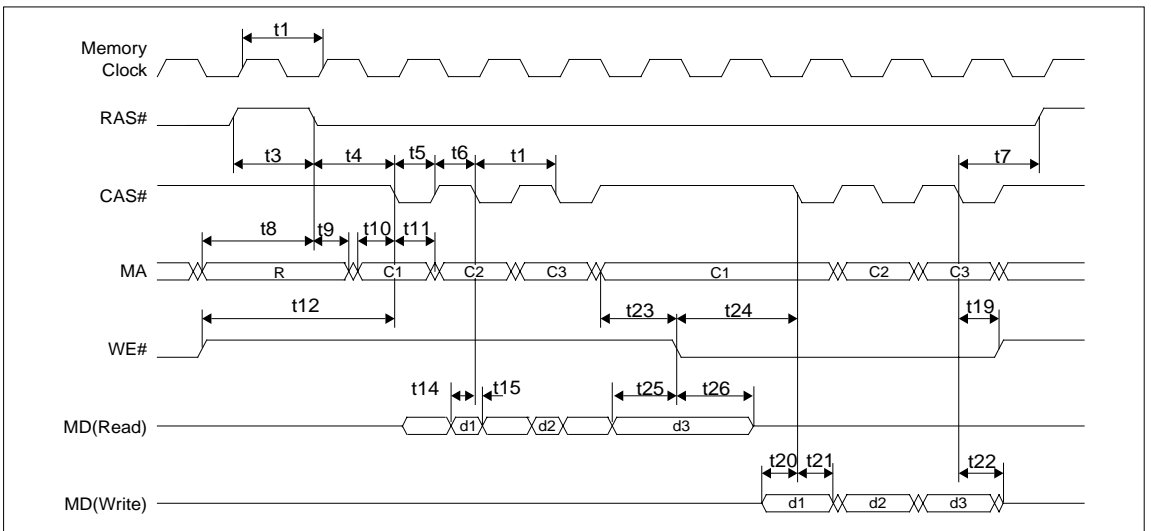 t1
Memory
Clock
RAS#
t3 t4 t5 t6 t1 t7
CAS#
t8 t9 t10 t11
MA R C1 C2 C3 C1 C2 C3
t12 t23 t24 t19
WE#
t14 t15 t25 t26
MD(Read) d1 d2 d3
t20 t21 t22
MD(Write) d1 d2 d3